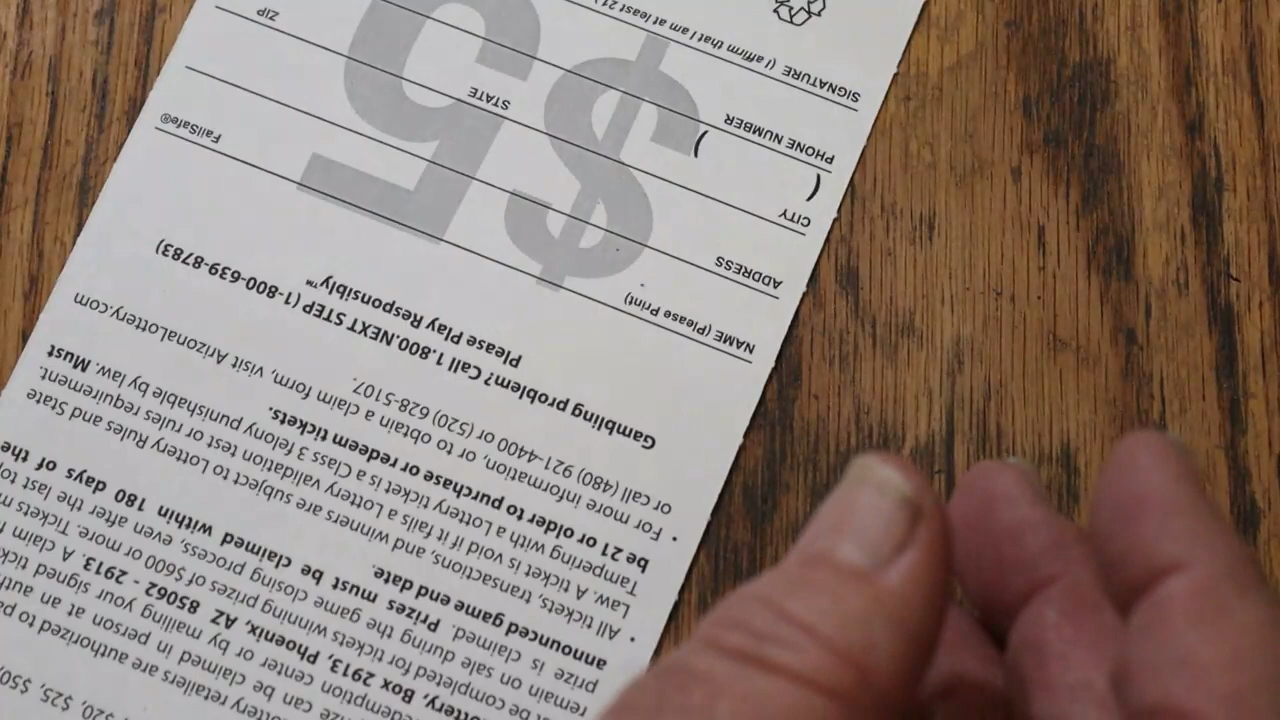 $20, $25, $50
retailers are authorized to
can be claimed in person at an
center or by mailing your signed
Box 2913, Phoenix, AZ 85062 - 2913. A claim
be completed for tickets winning prizes of $600 or more. Tickets
remain on sale during the game closing process, even after the last
prize is claimed. Prizes must be claimed within 180 days of the
announced game end date.
• All tickets, transactions, and winners are subject to Lottery Rules and State
Law. A ticket is void if it fails a Lottery validation test or rules requirement.
Tampering with a Lottery ticket is a Class 3 felony punishable by law. Must
be 21 or older to purchase or redeem tickets.
• For more information, or to obtain a claim form, visit ArizonaLottery.com
or call (480) 921-4400 or (520) 628-5107.
Gambling problem? Call 1.800.NEXT STEP (1-800-639-8783)
Please Play Responsibly™
NAME (Please Print) FailSafe®
ADDRESS
CITY STATE ZIP
PHONE NUMBER ( )
SIGNATURE (I affirm that I am at least 21)
$5